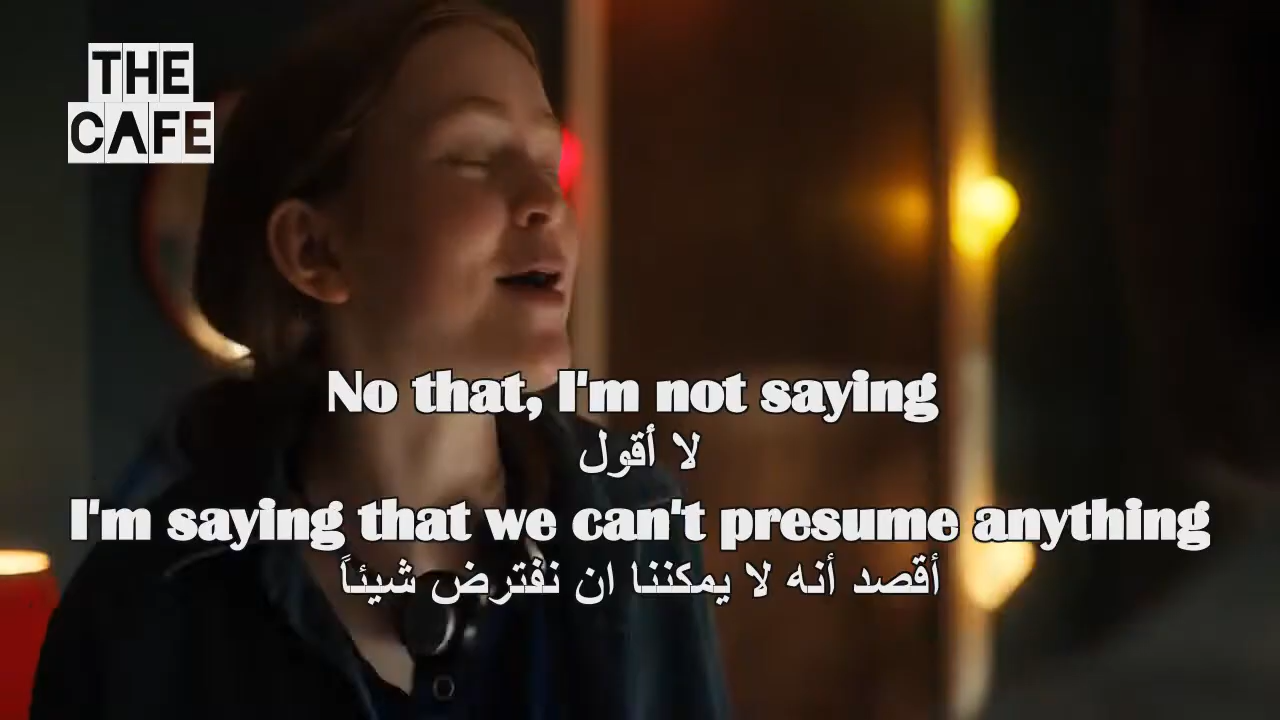 THE
CAFE
No that, I'm not saying
لا أقول
I'm saying that we can't presume anything
أقصد أنه لا يمكننا ان نفترض شيئاً